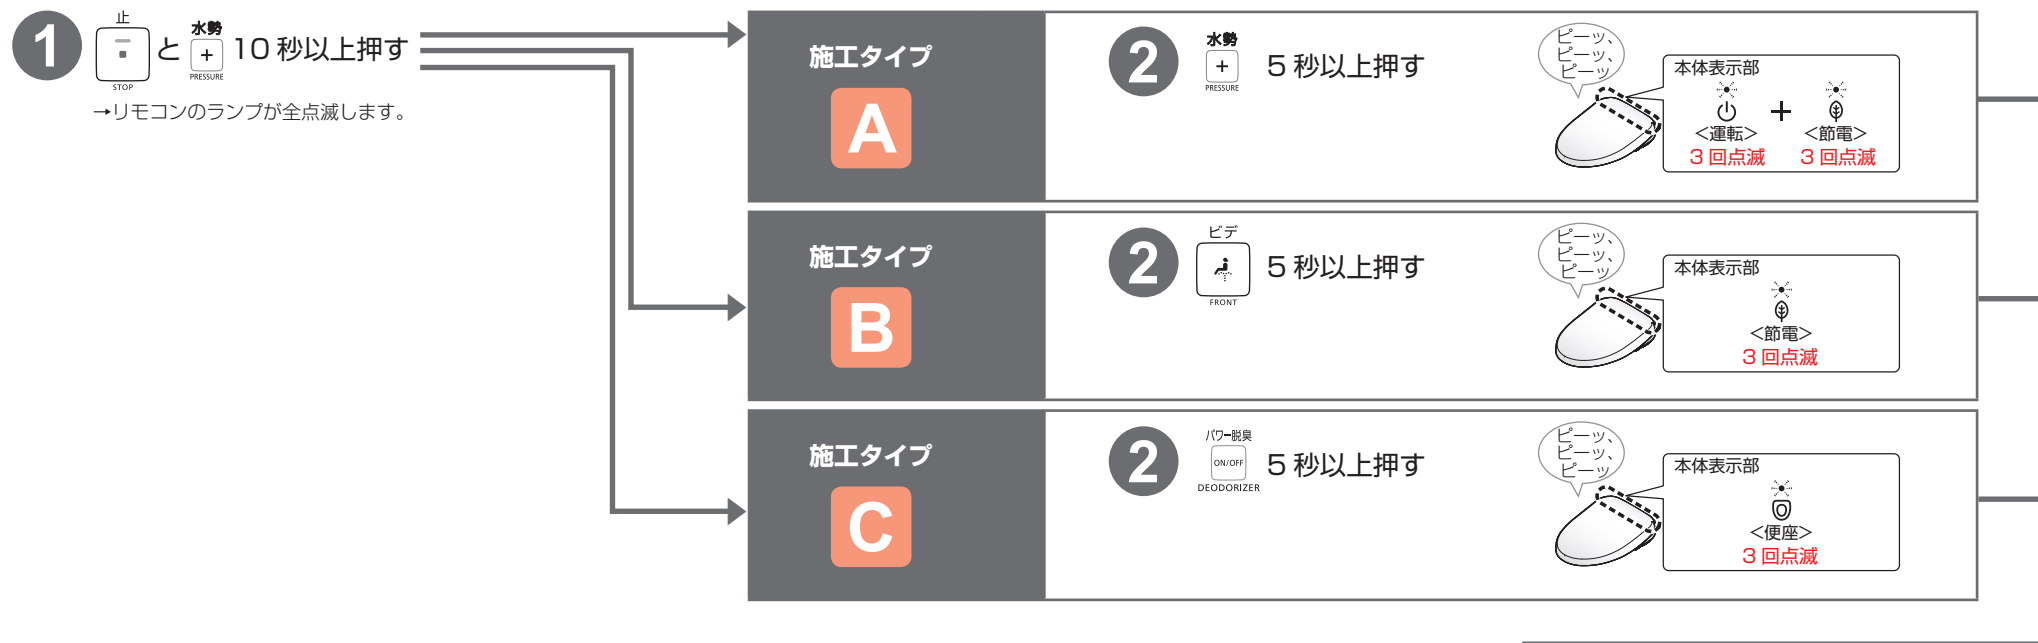 1
止
STOP
と
水勢
+
PRESSURE
10 秒以上押す
→リモコンのランプが全点滅します。
施工タイプ
A
2
水勢
+
PRESSURE
5 秒以上押す
ピーッ、
ピーッ、
ピーッ
本体表示部
+
<運転> <節電>
3 回点滅 3 回点滅
施工タイプ
B
2
ビデ
FRONT
5 秒以上押す
ピーッ、
ピーッ、
ピーッ
本体表示部
<節電>
3 回点滅
施工タイプ
C
2
パワー脱臭
ON/OFF
DEODORIZER
5 秒以上押す
ピーッ、
ピーッ、
ピーッ
本体表示部
<便座>
3 回点滅